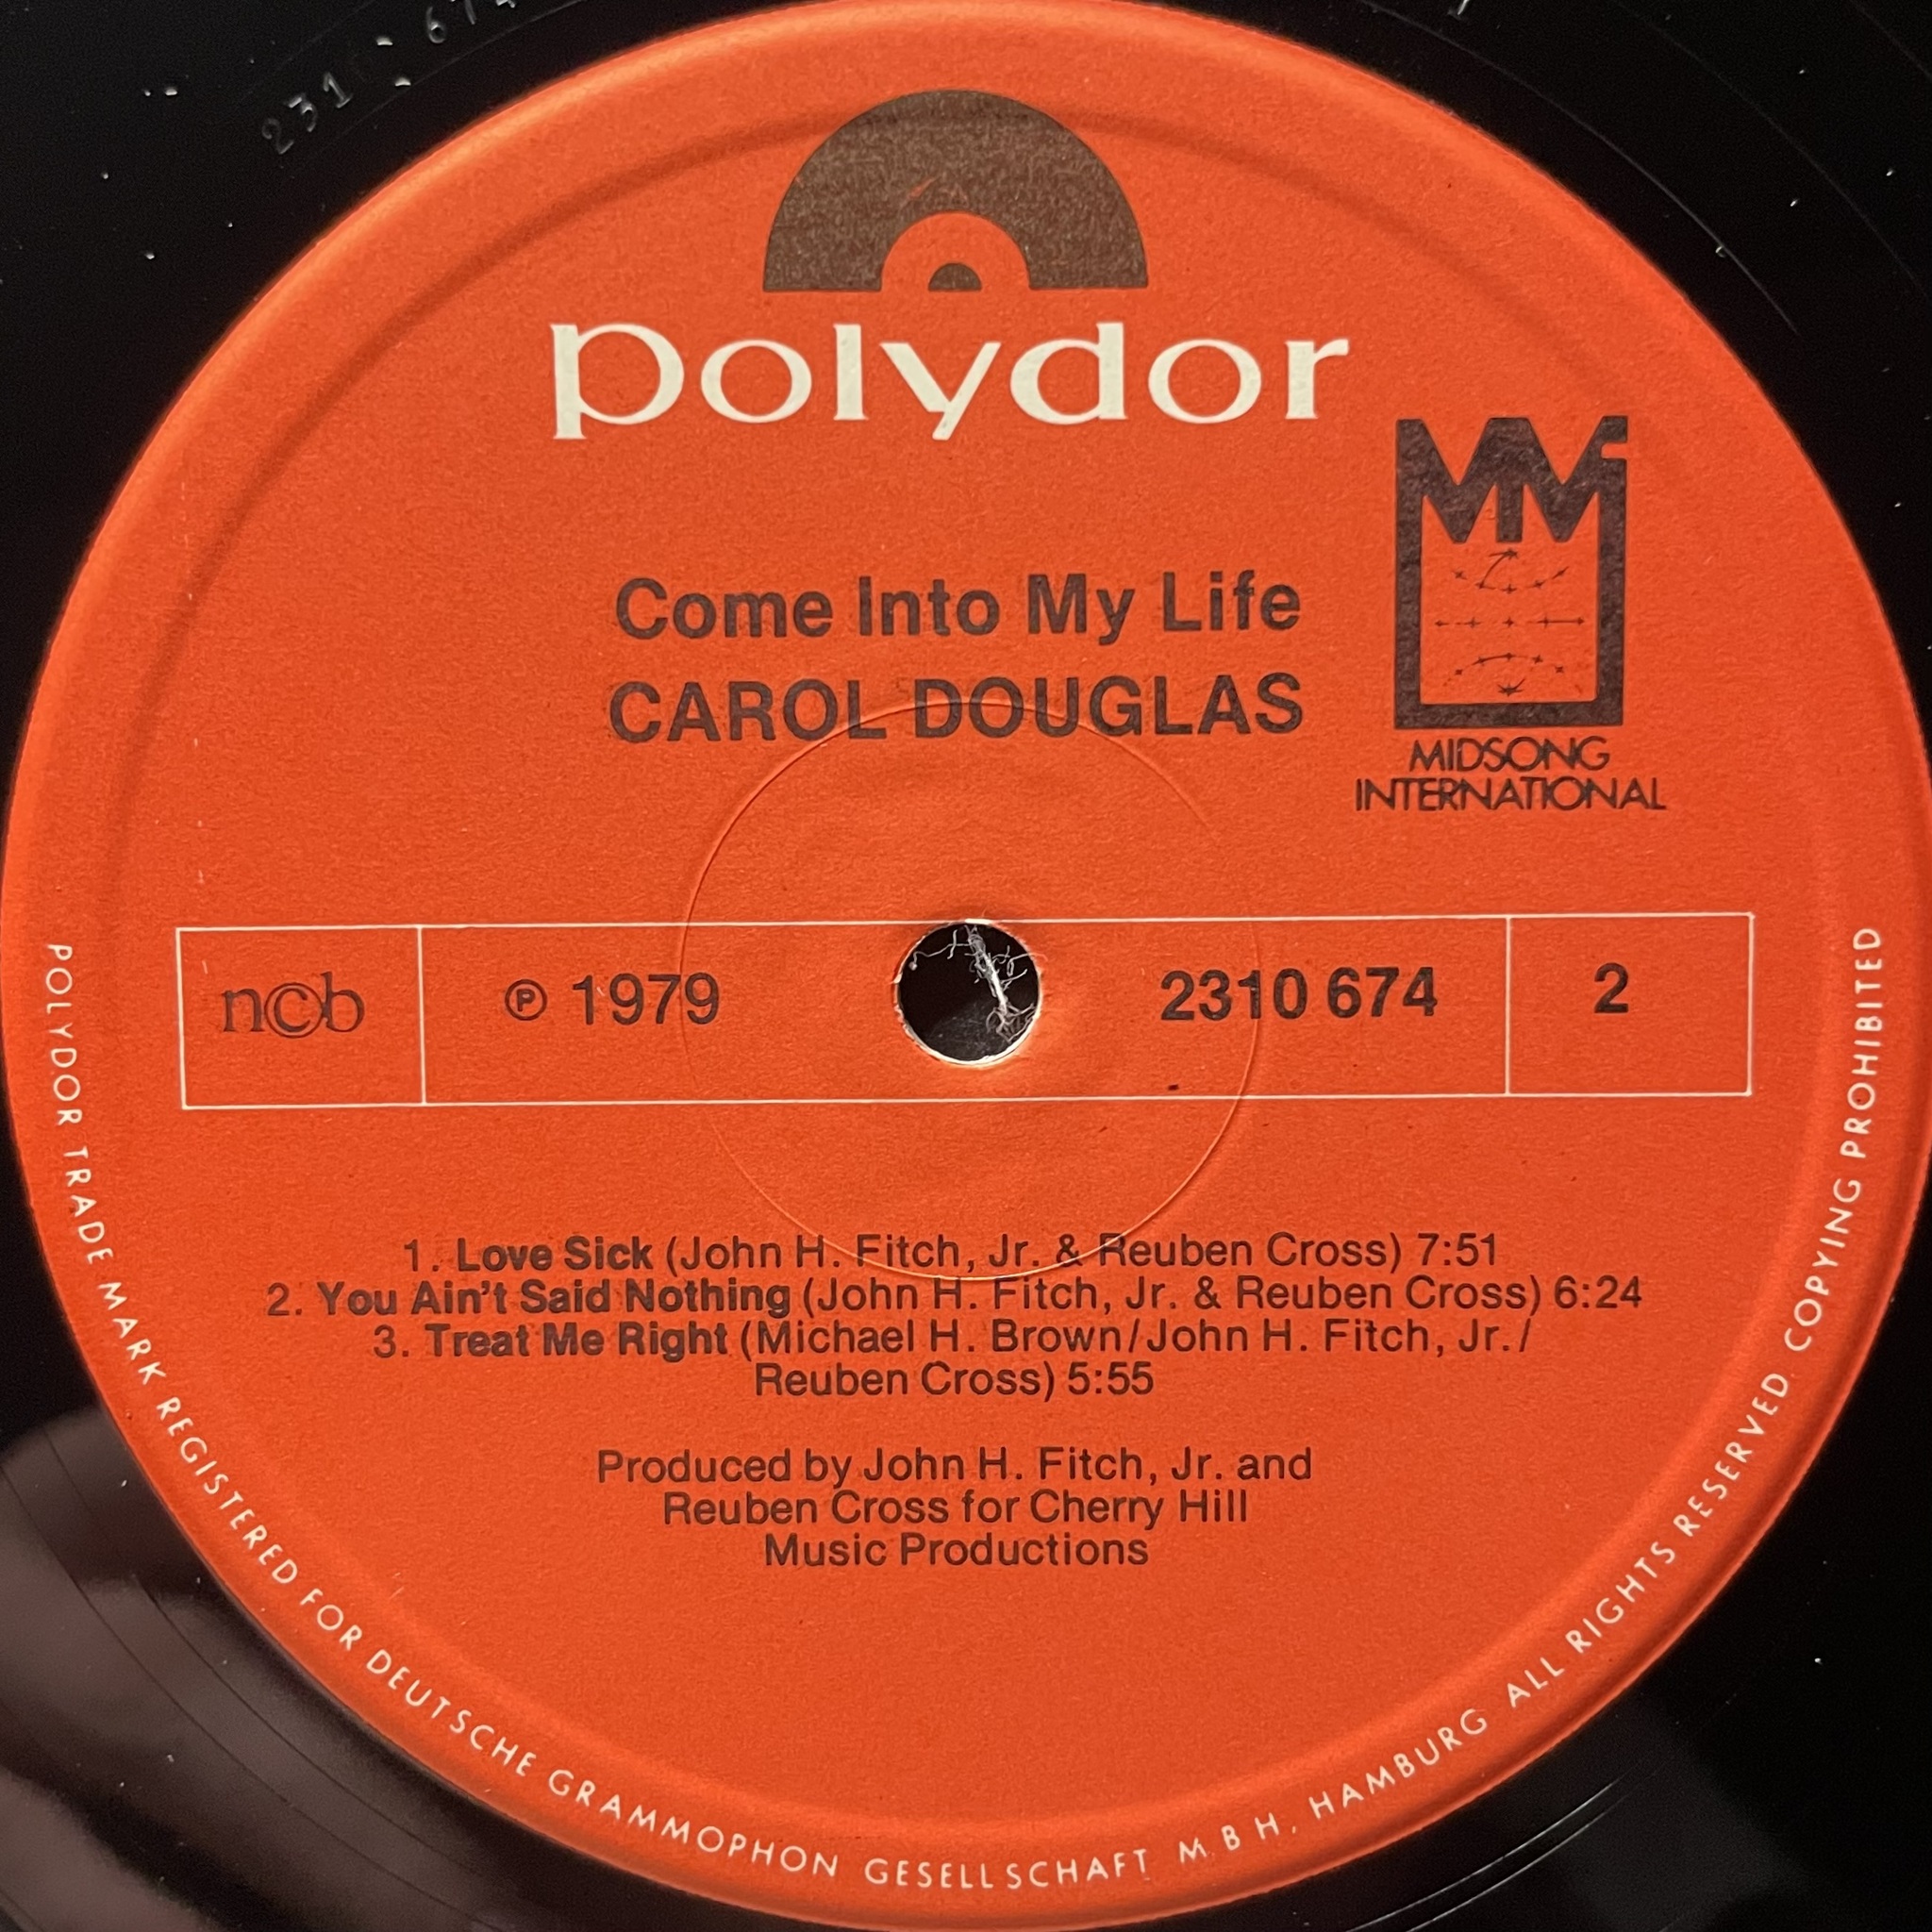 polydor
Come Into My Life
CAROL DOUGLAS
MIDSONG
INTERNATIONAL
n©b
℗ 1979
2310 674
2
1. Love Sick (John H. Fitch, Jr. & Reuben Cross) 7:51
2. You Ain't Said Nothing (John H. Fitch, Jr. & Reuben Cross) 6:24
3. Treat Me Right (Michael H. Brown/John H. Fitch, Jr./
Reuben Cross) 5:55
Produced by John H. Fitch, Jr. and
Reuben Cross for Cherry Hill
Music Productions
POLYDOR TRADE MARK REGISTERED FOR DEUTSCHE GRAMMOPHON GESELLSCHAFT M.B.H, HAMBURG ALL RIGHTS RESERVED COPYING PROHIBITED